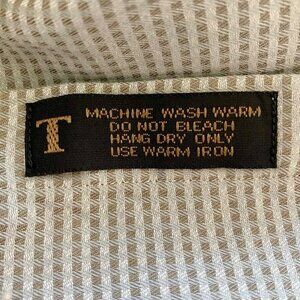 T
MACHINE WASH WARM
DO NOT BLEACH
HANG DRY ONLY
USE WARM IRON